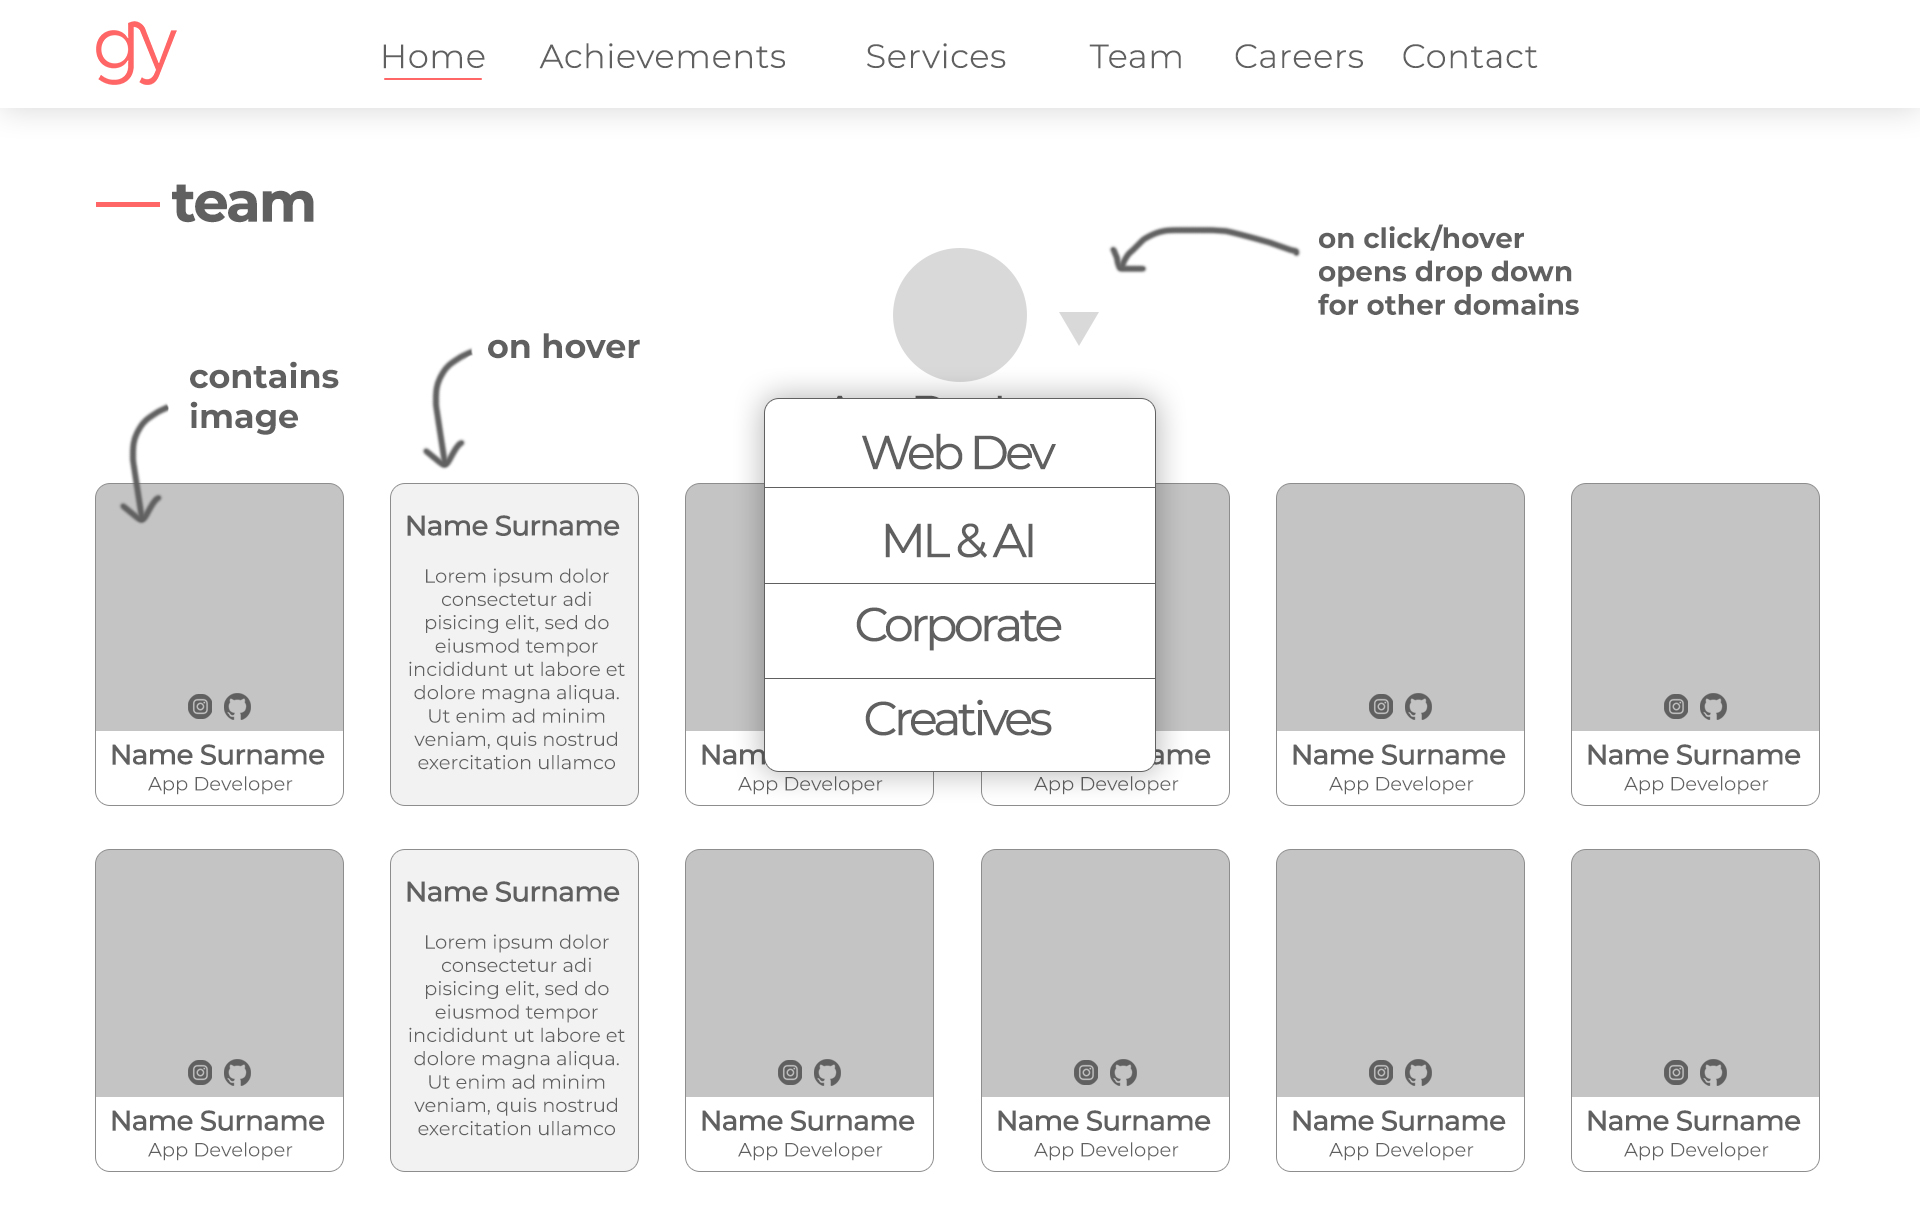 gy
Home Achievements Services Team Careers Contact
team
on click/hover
opens drop down
for other domains
on hover
contains
image
Web Dev
ML & AI
Corporate
Creatives
Name Surname
App Developer
Name Surname
Lorem ipsum dolor
consectetur adi
pisicing elit, sed do
eiusmod tempor
incididunt ut labore et
dolore magna aliqua.
Ut enim ad minim
veniam, quis nostrud
exercitation ullamco
App Developer
App Developer
Name Surname
App Developer
Name Surname
App Developer
Name Surname
App Developer
Name Surname
Lorem ipsum dolor
consectetur adi
pisicing elit, sed do
eiusmod tempor
incididunt ut labore et
dolore magna aliqua.
Ut enim ad minim
veniam, quis nostrud
exercitation ullamco
Name Surname
App Developer
Name Surname
App Developer
Name Surname
App Developer
Name Surname
App Developer